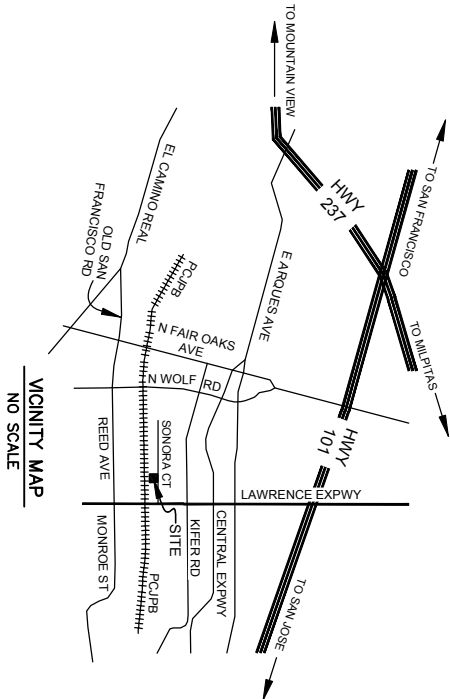 TO MOUNTAIN VIEW
TO SAN FRANCISCO
HWY
237
TO MILPITAS
EL CAMINO REAL
OLD SAN
FRANCISCO RD
PCJPB
E ARQUES AVE
N FAIR OAKS
AVE
N WOLF RD
HWY
101
LAWRENCE EXPWY
SONORA CT
SITE
REED AVE
MONROE ST
KIFER RD
CENTRAL EXPWY
PCJPB
TO SAN JOSE
VICINITY MAP
NO SCALE